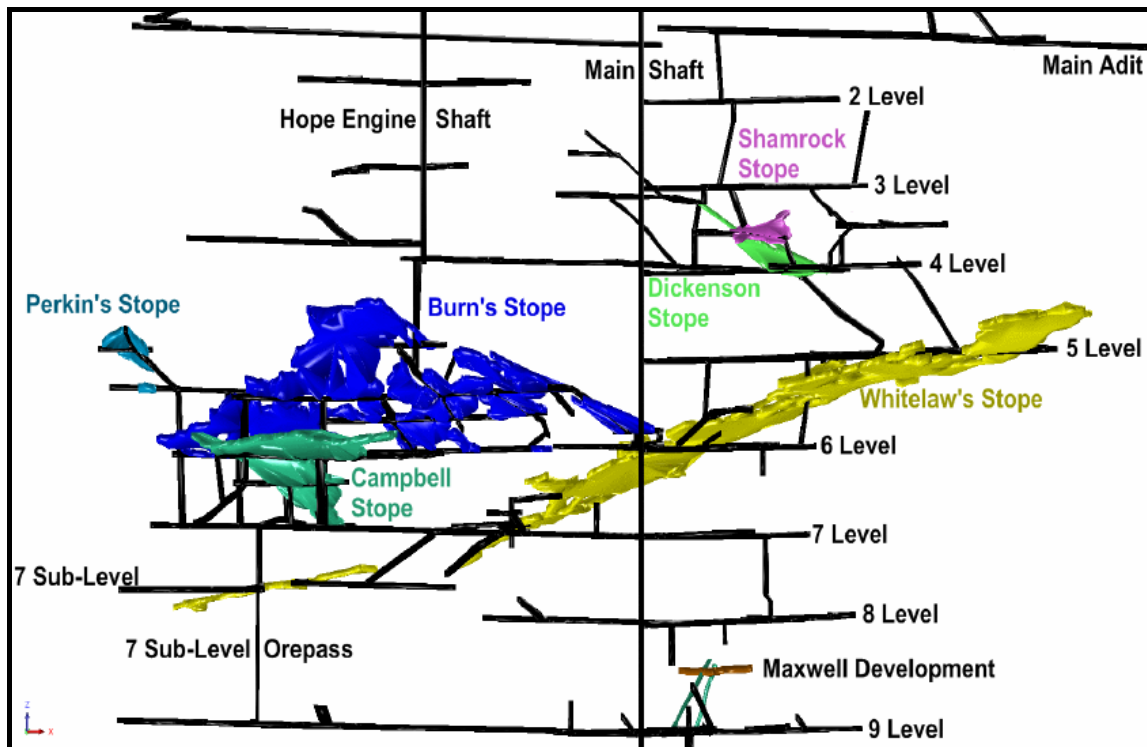 Main Shaft
Main Adit
Hope Engine Shaft
2 Level
Shamrock
Stope
3 Level
4 Level
Dickenson
Stope
Perkin's Stope
Burn's Stope
5 Level
Whitelaw's Stope
6 Level
Campbell
Stope
7 Level
7 Sub-Level
8 Level
7 Sub-Level Orepass
Maxwell Development
9 Level
Z
X